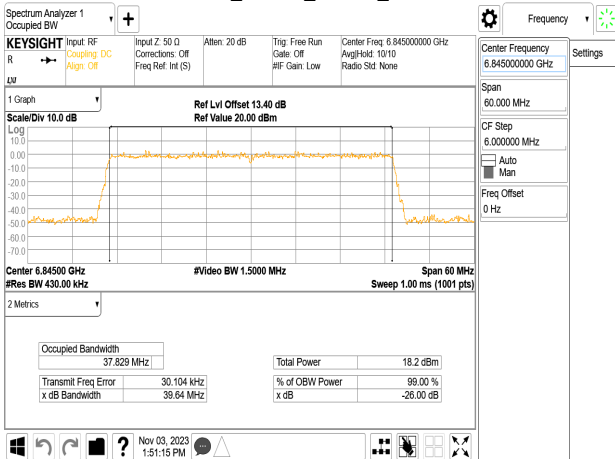 Spectrum Analyzer 1
Occupied BW
Frequency
KEYSIGHT
R
Input: RF
Coupling: DC
Align: Off
Input Z: 50 Ω
Corrections: Off
Freq Ref: Int (S)
Atten: 20 dB
Trig: Free Run
Gate: Off
#IF Gain: Low
Center Freq: 6.845000000 GHz
Avg|Hold: 10/10
Radio Std: None
LXI
Center Frequency
6.845000000 GHz
Settings
Span
60.000 MHz
CF Step
6.000000 MHz
Auto
Man
Freq Offset
0 Hz
1 Graph
Scale/Div 10.0 dB
Ref Lvl Offset 13.40 dB
Ref Value 20.00 dBm
Log
10.0
0.00
-10.0
-20.0
-30.0
-40.0
-50.0
-60.0
-70.0
Center 6.84500 GHz
#Video BW 1.5000 MHz
Span 60 MHz
#Res BW 430.00 kHz
Sweep 1.00 ms (1001 pts)
2 Metrics
Occupied Bandwidth
37.829 MHz
Total Power 18.2 dBm
Transmit Freq Error 30.104 kHz
% of OBW Power 99.00 %
x dB Bandwidth 39.64 MHz
x dB -26.00 dB
?
Nov 03, 2023
1:51:15 PM